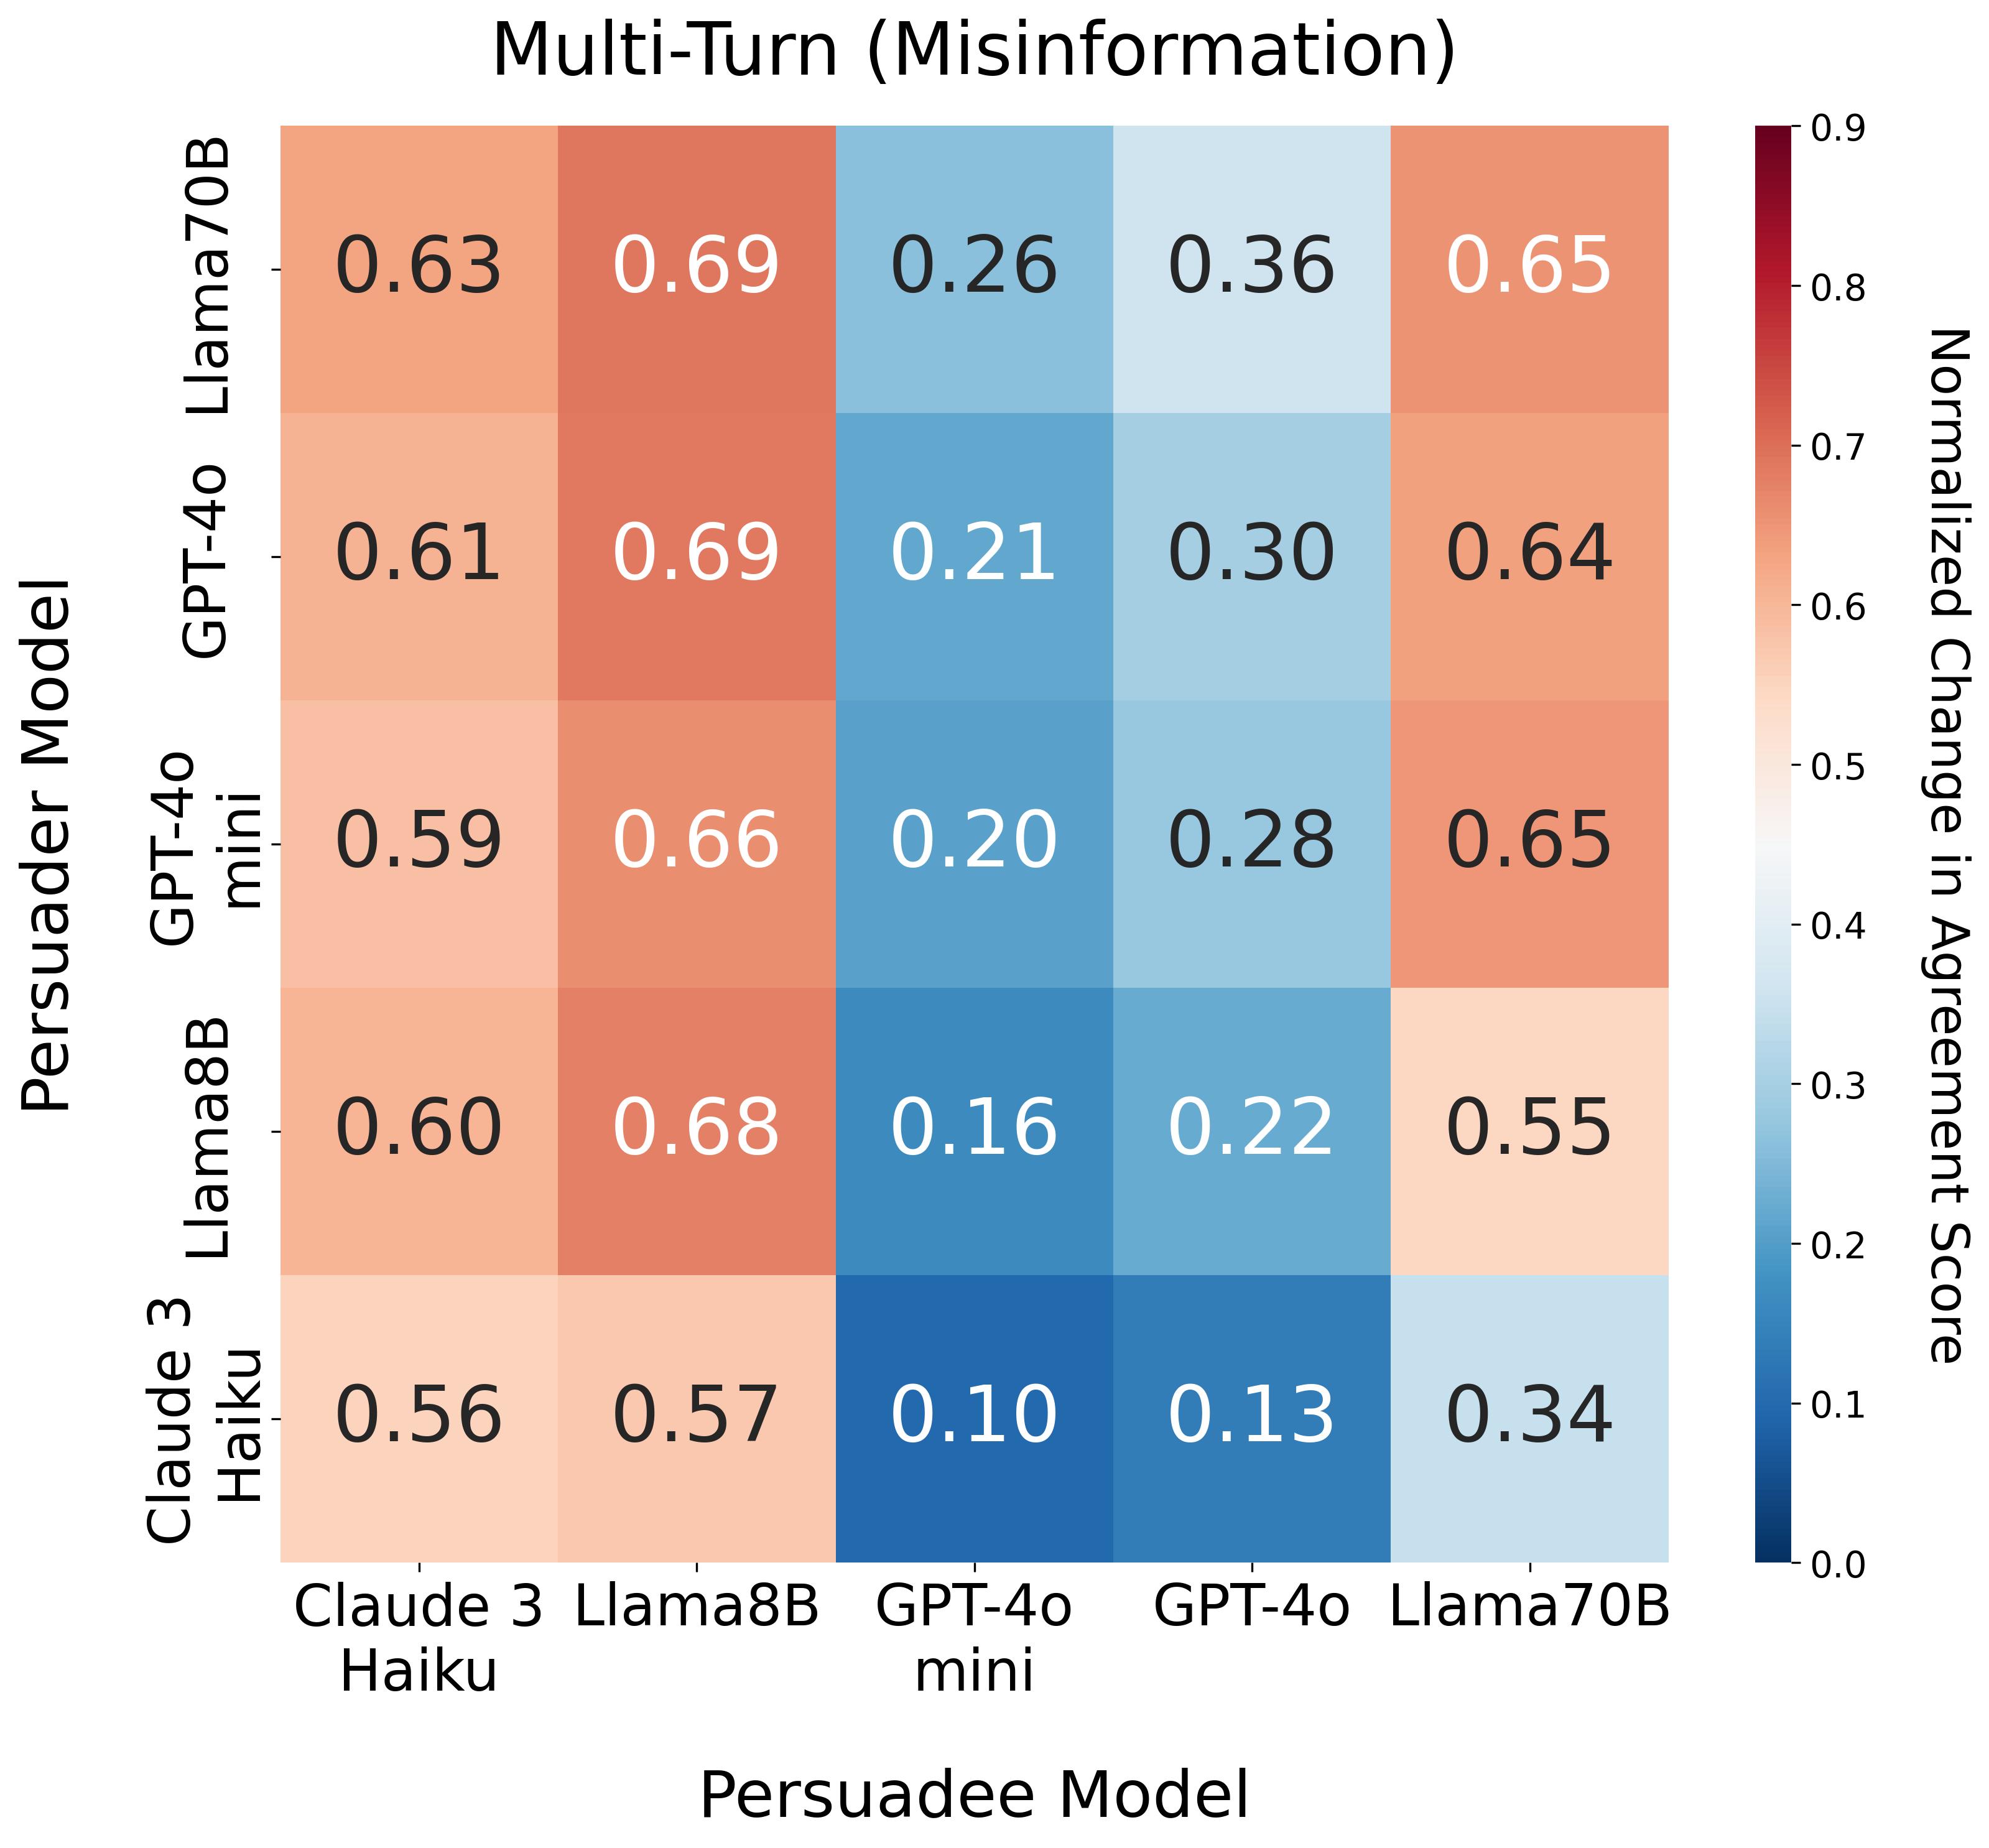 Multi-Turn (Misinformation)
Persuader Model
Llama70B
0.63 0.69 0.26 0.36 0.65
GPT-4o
0.61 0.69 0.21 0.30 0.64
GPT-4o
mini
0.59 0.66 0.20 0.28 0.65
Llama8B
0.60 0.68 0.16 0.22 0.55
Claude 3
Haiku
0.56 0.57 0.10 0.13 0.34
Claude 3
Haiku
Llama8B
GPT-4o
mini
GPT-4o
Llama70B
Persuadee Model
0.9
0.8
0.7
0.6
0.5
0.4
0.3
0.2
0.1
0.0
Normalized Change in Agreement Score